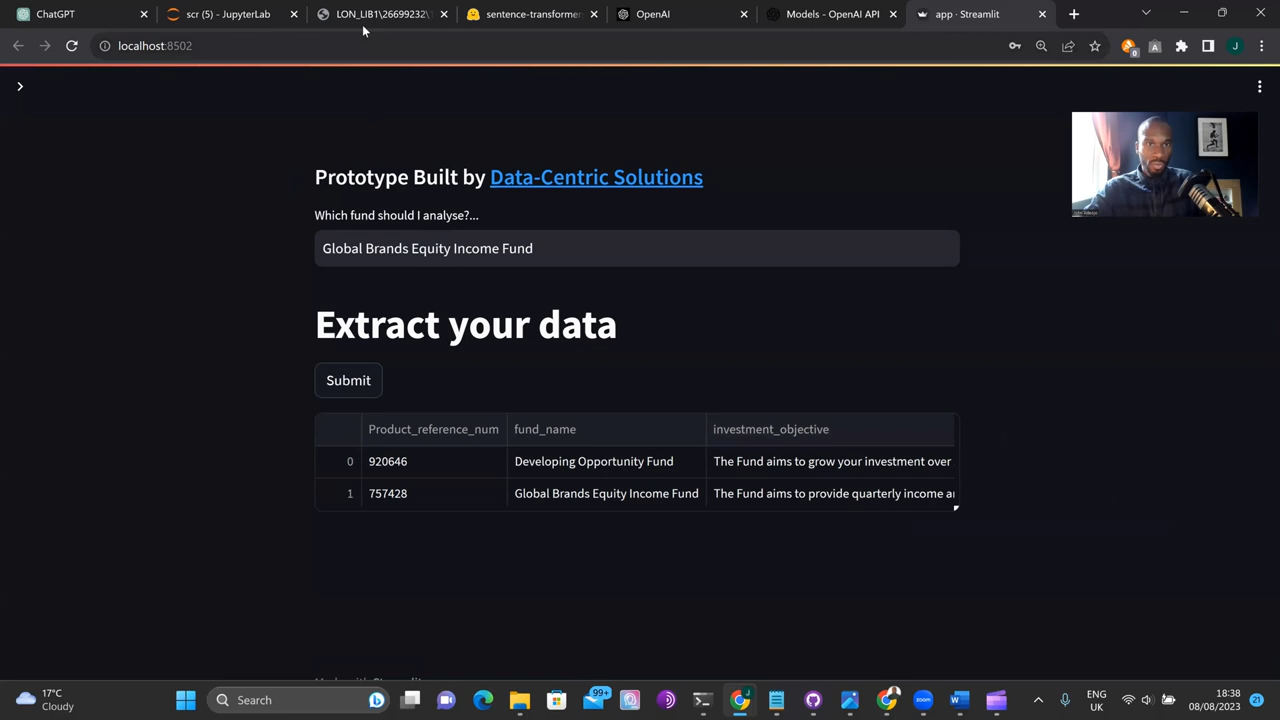 ChatGPT
scr (5) - JupyterLab
LON_LIB1\26699232\
sentence-transformer
OpenAI
Models - OpenAI API
app · Streamlit
localhost:8502
0
A
J
Prototype Built by Data-Centric Solutions
Which fund should I analyse?...
Global Brands Equity Income Fund
Extract your data
Submit
Product_reference_num fund_name investment_objective
0 920646 Developing Opportunity Fund The Fund aims to grow your investment over
1 757428 Global Brands Equity Income Fund The Fund aims to provide quarterly income
17°C
Cloudy
Search
99+
J
ENG
UK
18:38
08/08/2023
21